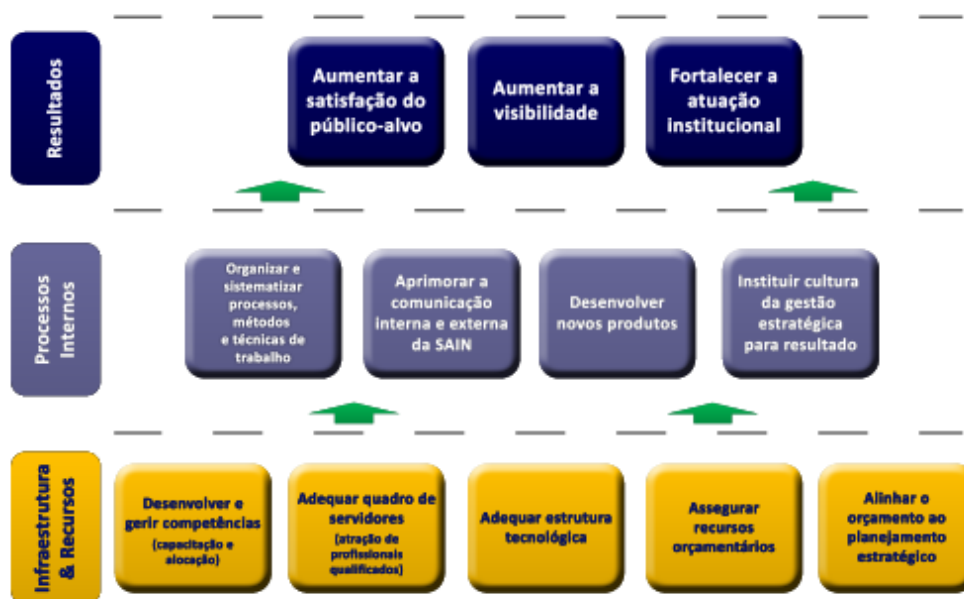 Resultados
Aumentar a
satisfação do
público-alvo
Aumentar a
visibilidade
Fortalecer a
atuação
institucional
Processos
Internos
Organizar e
sistematizar
processos,
métodos
e técnicas de
trabalho
Aprimorar a
comunicação
interna e externa
da SAIN
Desenvolver
novos produtos
Instituir cultura
da gestão
estratégica
para resultado
Infraestrutura
& Recursos
Desenvolver e
gerir competências
(capacitação e
alocação)
Adequar quadro de
servidores
(atração de
profissionais
qualificados)
Adequar estrutura
tecnológica
Assegurar
recursos
orçamentários
Alinhar o
orçamento ao
planejamento
estratégico